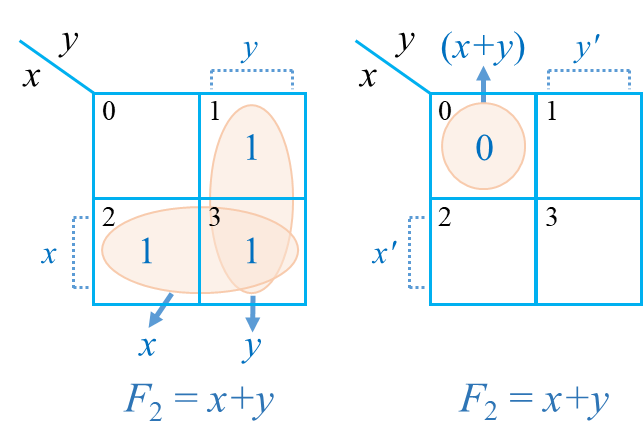 y
x
y
0
1
1
2
3
x
1
1
x
y
F₂ = x+y
y
(x+y)
y′
x
0
1
0
2
3
x′
F₂ = x+y